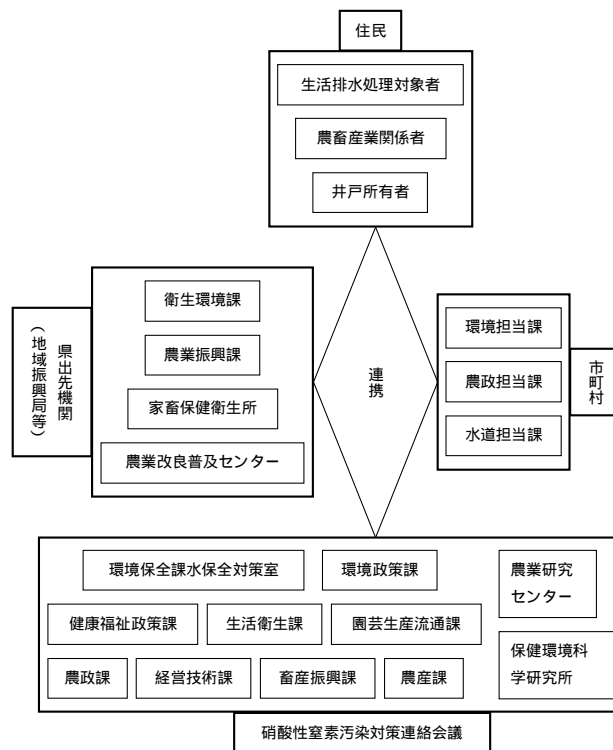 住民
生活排水処理対象者
農畜産業関係者
井戸所有者
県出先機関
(地域振興局等)
衛生環境課
農業振興課
家畜保健衛生所
農業改良普及センター
連携
環境担当課
農政担当課
水道担当課
市町村
環境保全課水保全対策室
環境政策課
農業研究
センター
健康福祉政策課
生活衛生課
園芸生産流通課
保健環境科
学研究所
農政課
経営技術課
畜産振興課
農産課
硝酸性窒素汚染対策連絡会議